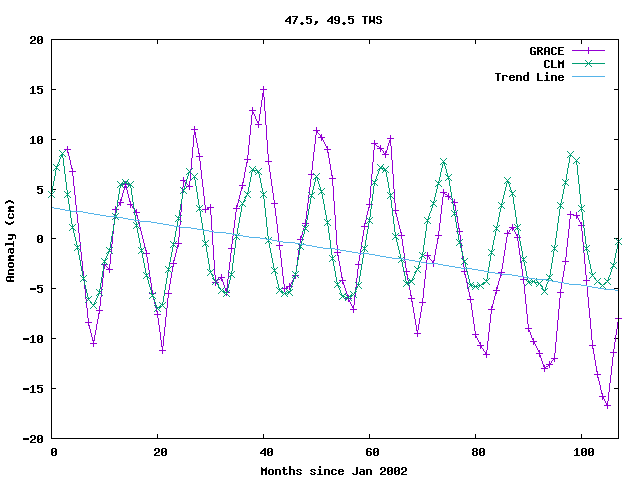 47.5, 49.5 TWS
GRACE
CLM
Trend Line
20
15
10
5
0
-5
-10
-15
-20
Anomaly (cm)
0 20 40 60 80 100
Months since Jan 2002